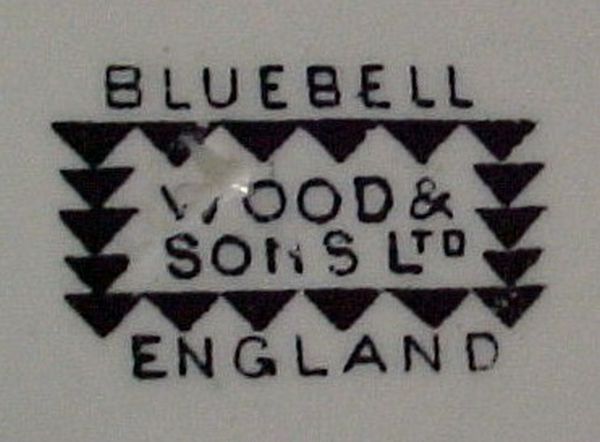 BLUEBELL
WOOD &
SONS LTD
ENGLAND